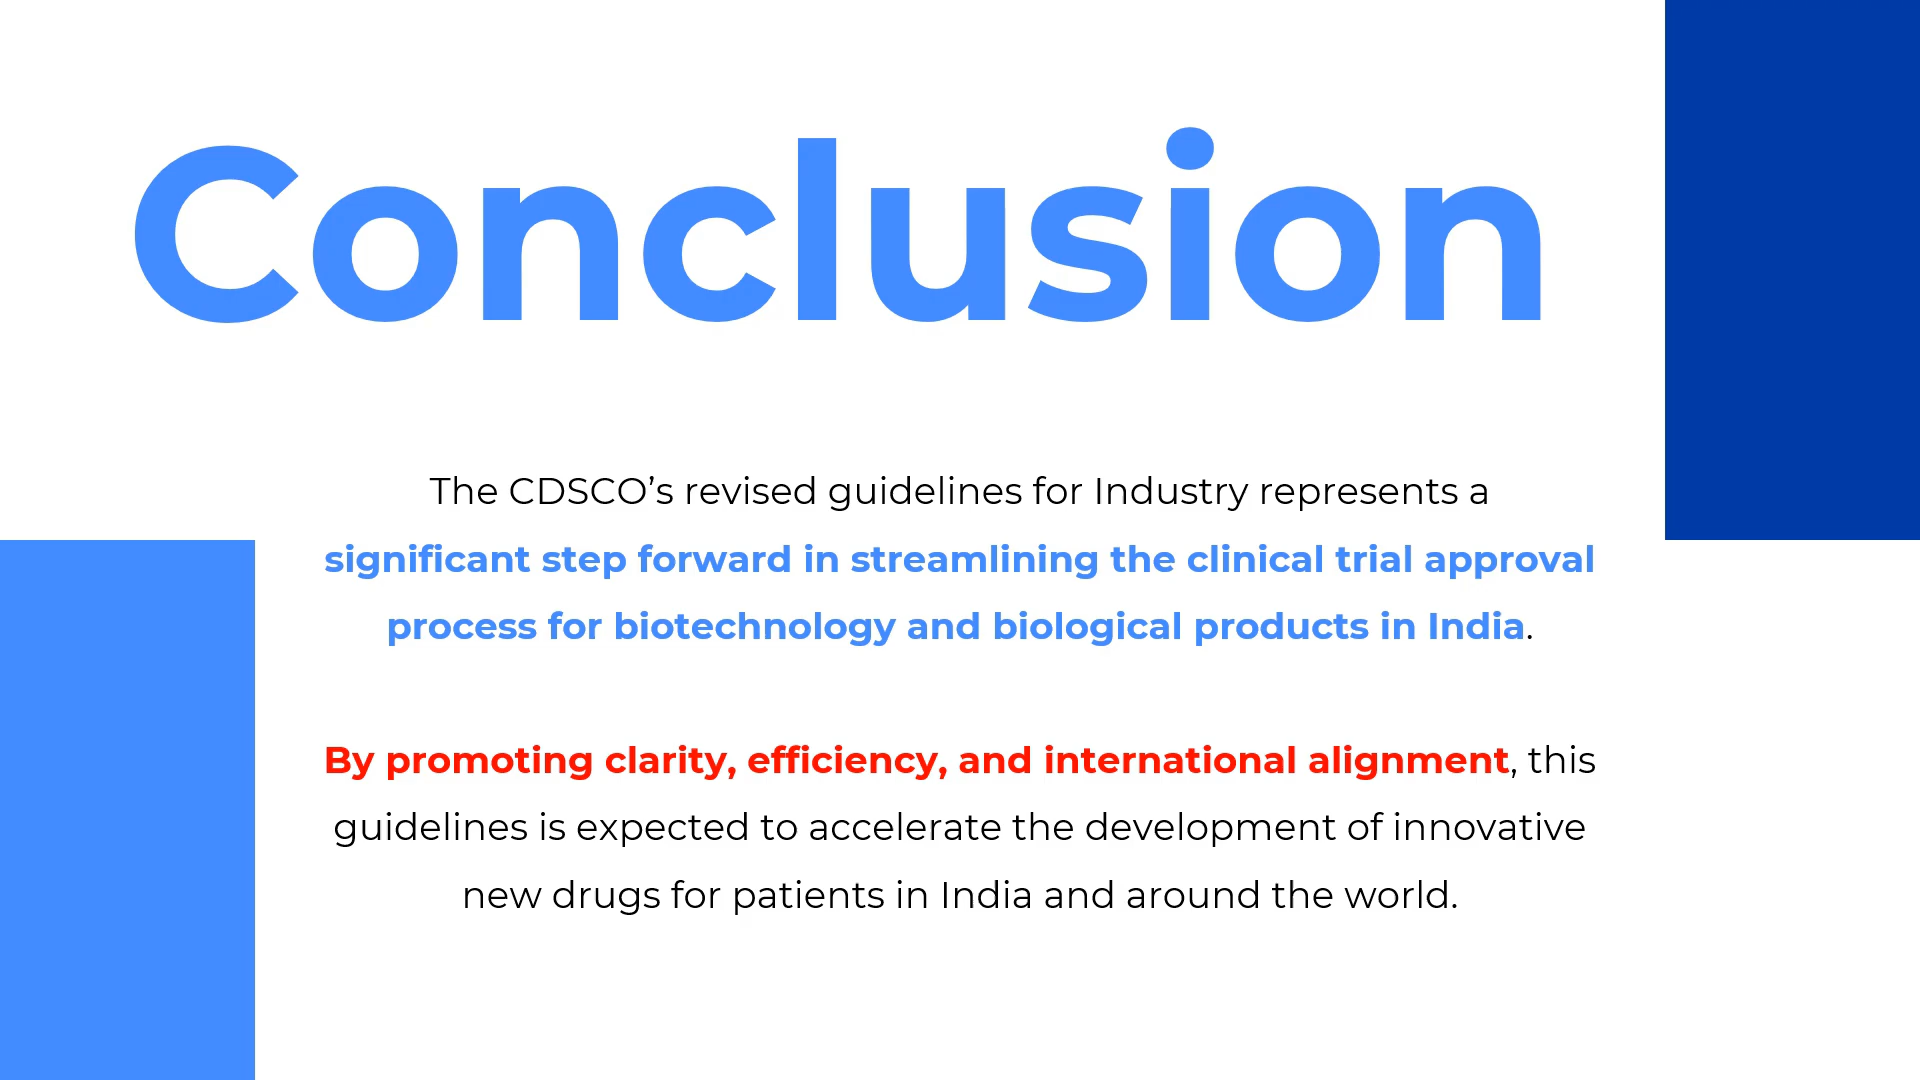 Conclusion
The CDSCO’s revised guidelines for Industry represents a
significant step forward in streamlining the clinical trial approval
process for biotechnology and biological products in India.
By promoting clarity, efficiency, and international alignment, this
guidelines is expected to accelerate the development of innovative
new drugs for patients in India and around the world.